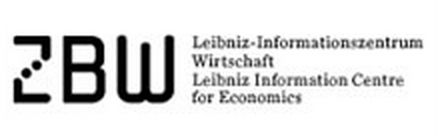 ZBW
Leibniz-Informationszentrum
Wirtschaft
Leibniz Information Centre
for Economics